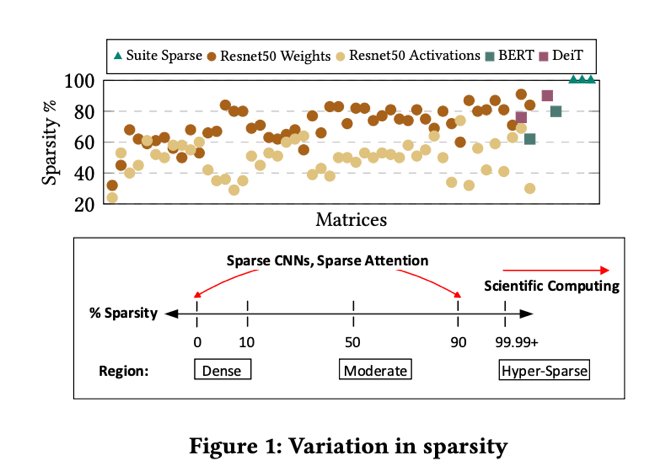 Suite Sparse Resnet50 Weights Resnet50 Activations BERT DeiT
100
80
60
40
20
Sparsity %
Matrices
Sparse CNNs, Sparse Attention
Scientific Computing
% Sparsity
0 10 50 90 99.99+
Region: Dense Moderate Hyper-Sparse
Figure 1: Variation in sparsity